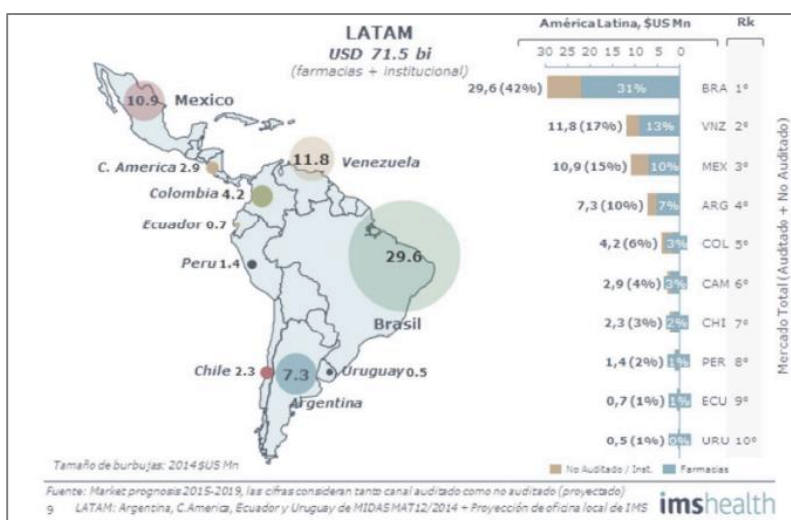 LATAM
USD 71.5 bi
(farmacias + institucional)
10.9 Mexico
C. America 2.9
11.8 Venezuela
Colombia 4.2
Ecuador 0.7
Peru 1.4
29.6
Brasil
Chile 2.3
7.3
Uruguay 0.5
Argentina
Tamaño de burbujas: 2014 $US Mn
América Latina, $US Mn
Rk
30 25 20 15 10 5 0
29,6 (42%) 31% BRA 1º
11,8 (17%) 13% VNZ 2º
10,9 (15%) 10% MEX 3º
7,3 (10%) 7% ARG 4º
4,2 (6%) 3% COL 5º
2,9 (4%) 3% CAM 6º
2,3 (3%) 2% CHI 7º
1,4 (2%) 1% PER 8º
0,7 (1%) 1% ECU 9º
0,5 (1%) 0% URU 10º
Mercado Total (Auditado + No Auditado)
No Auditado / Inst. Farmacias
Fuente: Market prognosis 2015-2019, las cifras consideran tanto canal auditado como no auditado (proyectado)
9 LATAM: Argentina, C.America, Ecuador y Uruguay de MIDAS MAT12/2014 + Proyección de oficina local de IMS
imshealth